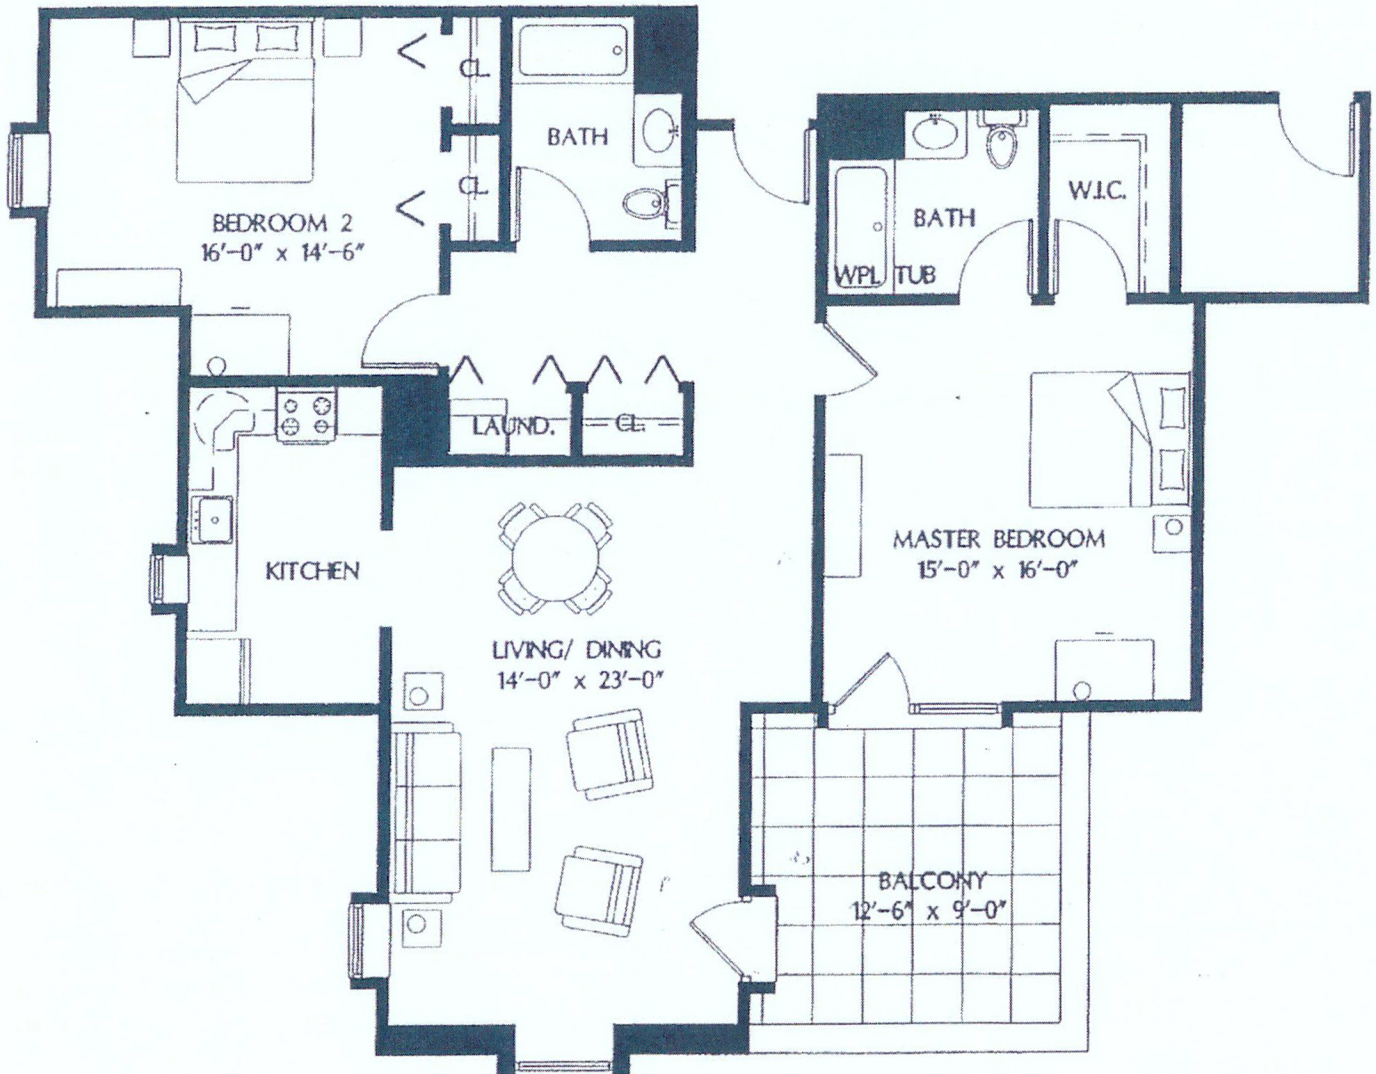 CL.
BATH
CL.
W.I.C.
BATH
BEDROOM 2
16'-0" x 14'-6"
WPL TUB
LAUND.
CL.
MASTER BEDROOM
15'-0" x 16'-0"
KITCHEN
LIVING/ DINING
14'-0" x 23'-0"
BALCONY
12'-6" x 9'-0"